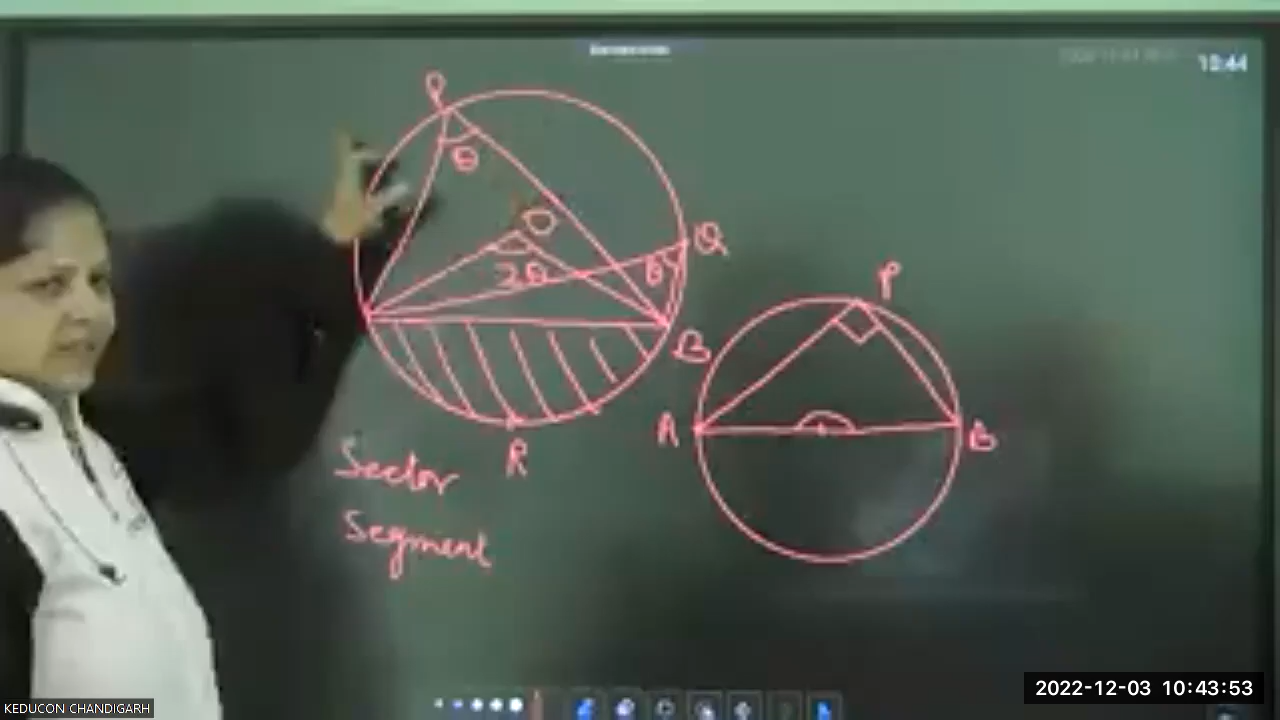 10:44
P
θ
O
2θ
Q
θ
B
R
Sector
Segment
P
A
B
2022-12-03 10:43:53
KEDUCON CHANDIGARH